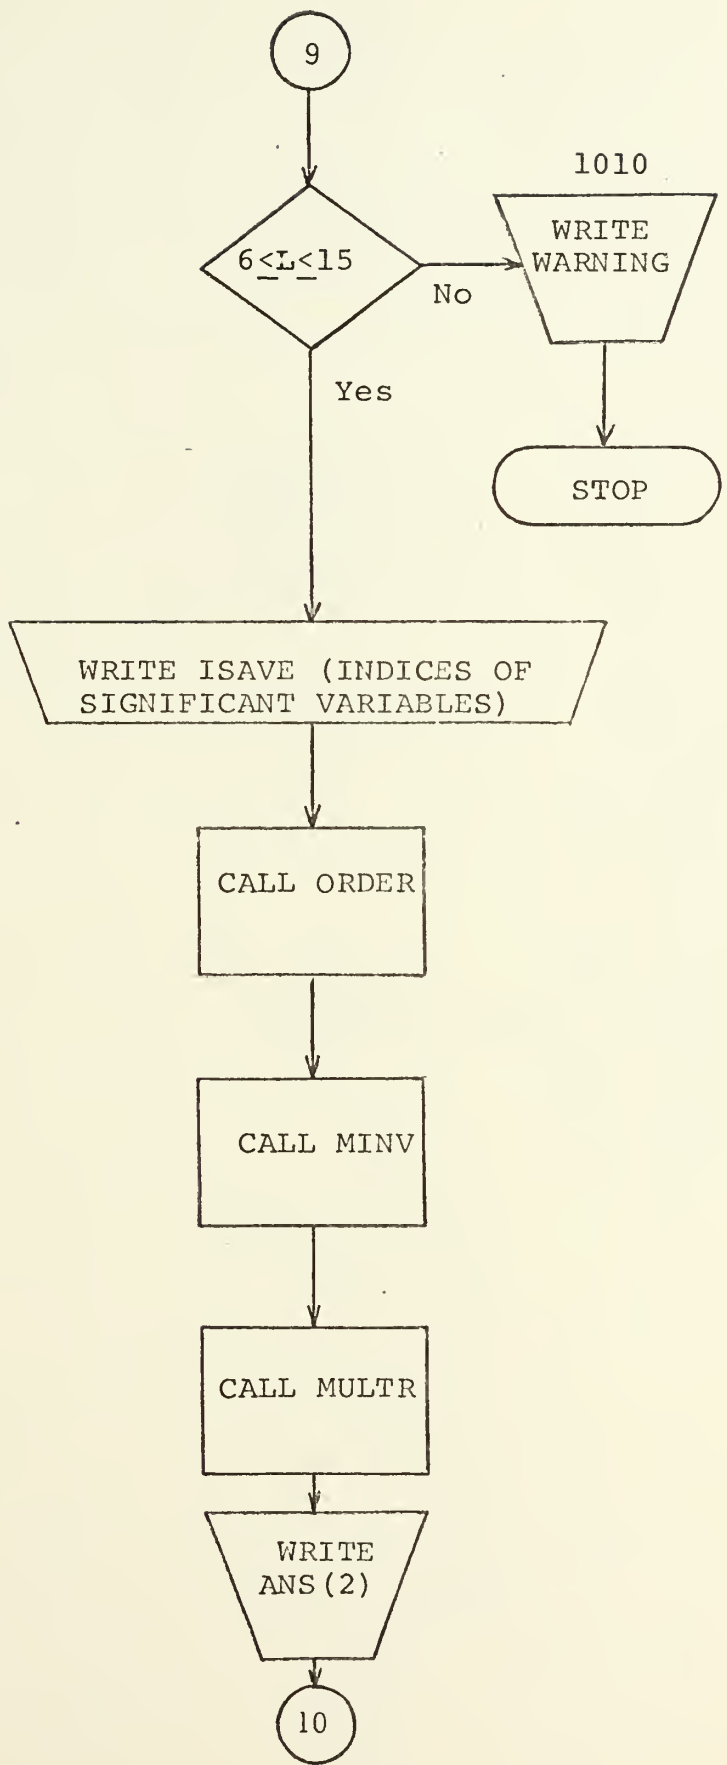 9
1010
6≤L≤15
WRITE
WARNING
No
Yes
STOP
WRITE ISAVE (INDICES OF
SIGNIFICANT VARIABLES)
CALL ORDER
CALL MINV
CALL MULTR
WRITE
ANS(2)
10